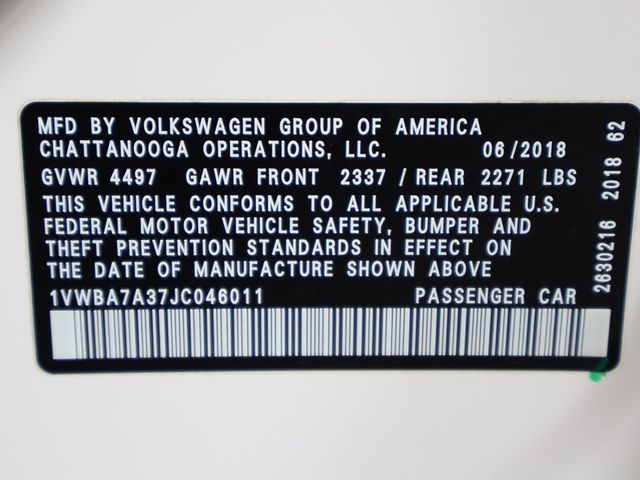 MFD BY VOLKSWAGEN GROUP OF AMERICA
CHATTANOOGA OPERATIONS, LLC. 06/2018
GVWR 4497 GAWR FRONT 2337 / REAR 2271 LBS
THIS VEHICLE CONFORMS TO ALL APPLICABLE U.S.
FEDERAL MOTOR VEHICLE SAFETY, BUMPER AND
THEFT PREVENTION STANDARDS IN EFFECT ON
THE DATE OF MANUFACTURE SHOWN ABOVE
1VWBA7A37JC046011 PASSENGER CAR
2630216 2018 62